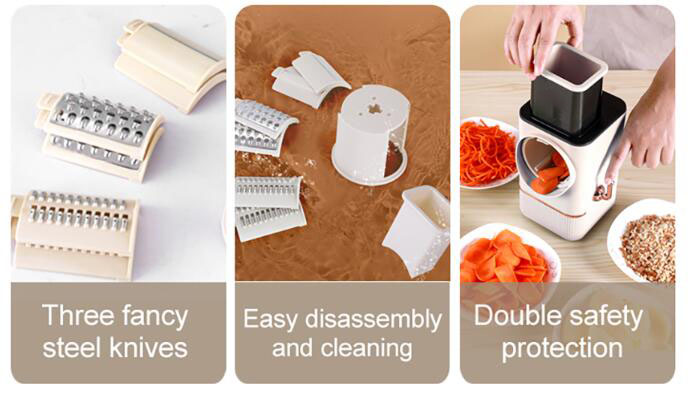 Three fancy
steel knives
Easy disassembly
and cleaning
Double safety
protection